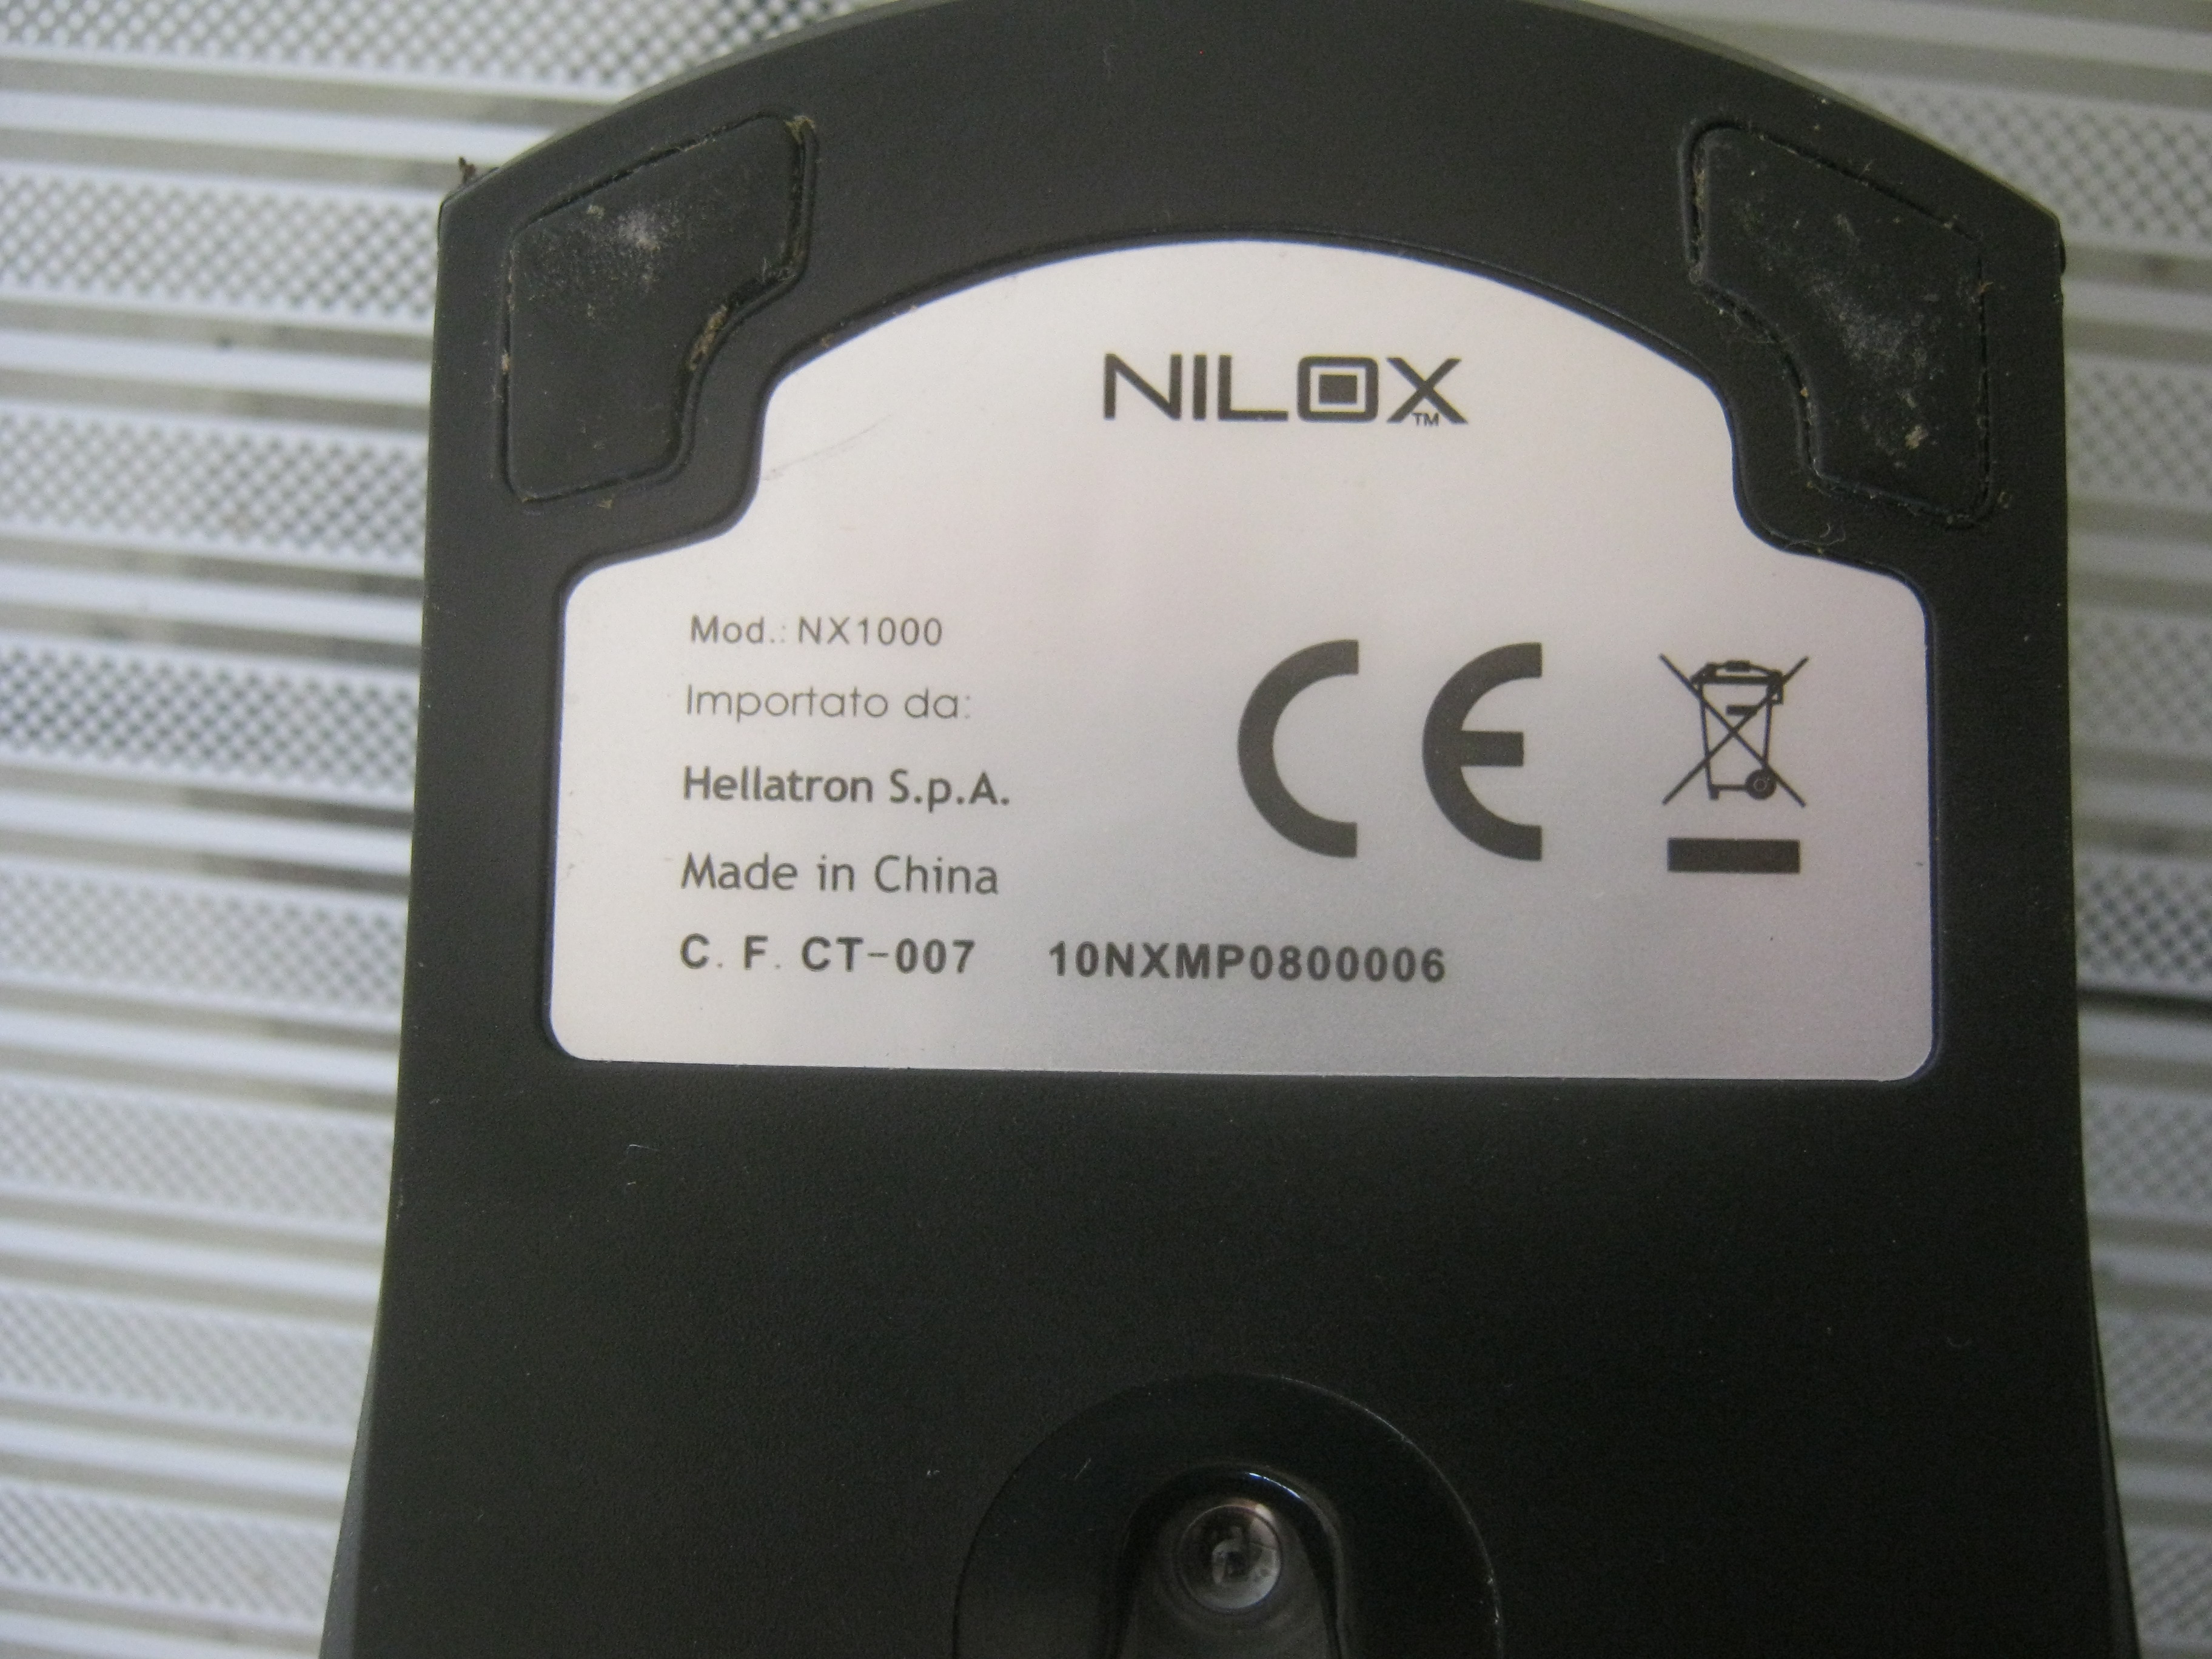 NILOX™
Mod.: NX1000
Importato da:
Hellatron S.p.A.
Made in China
C. F. CT-007 10NXMP0800006
CE